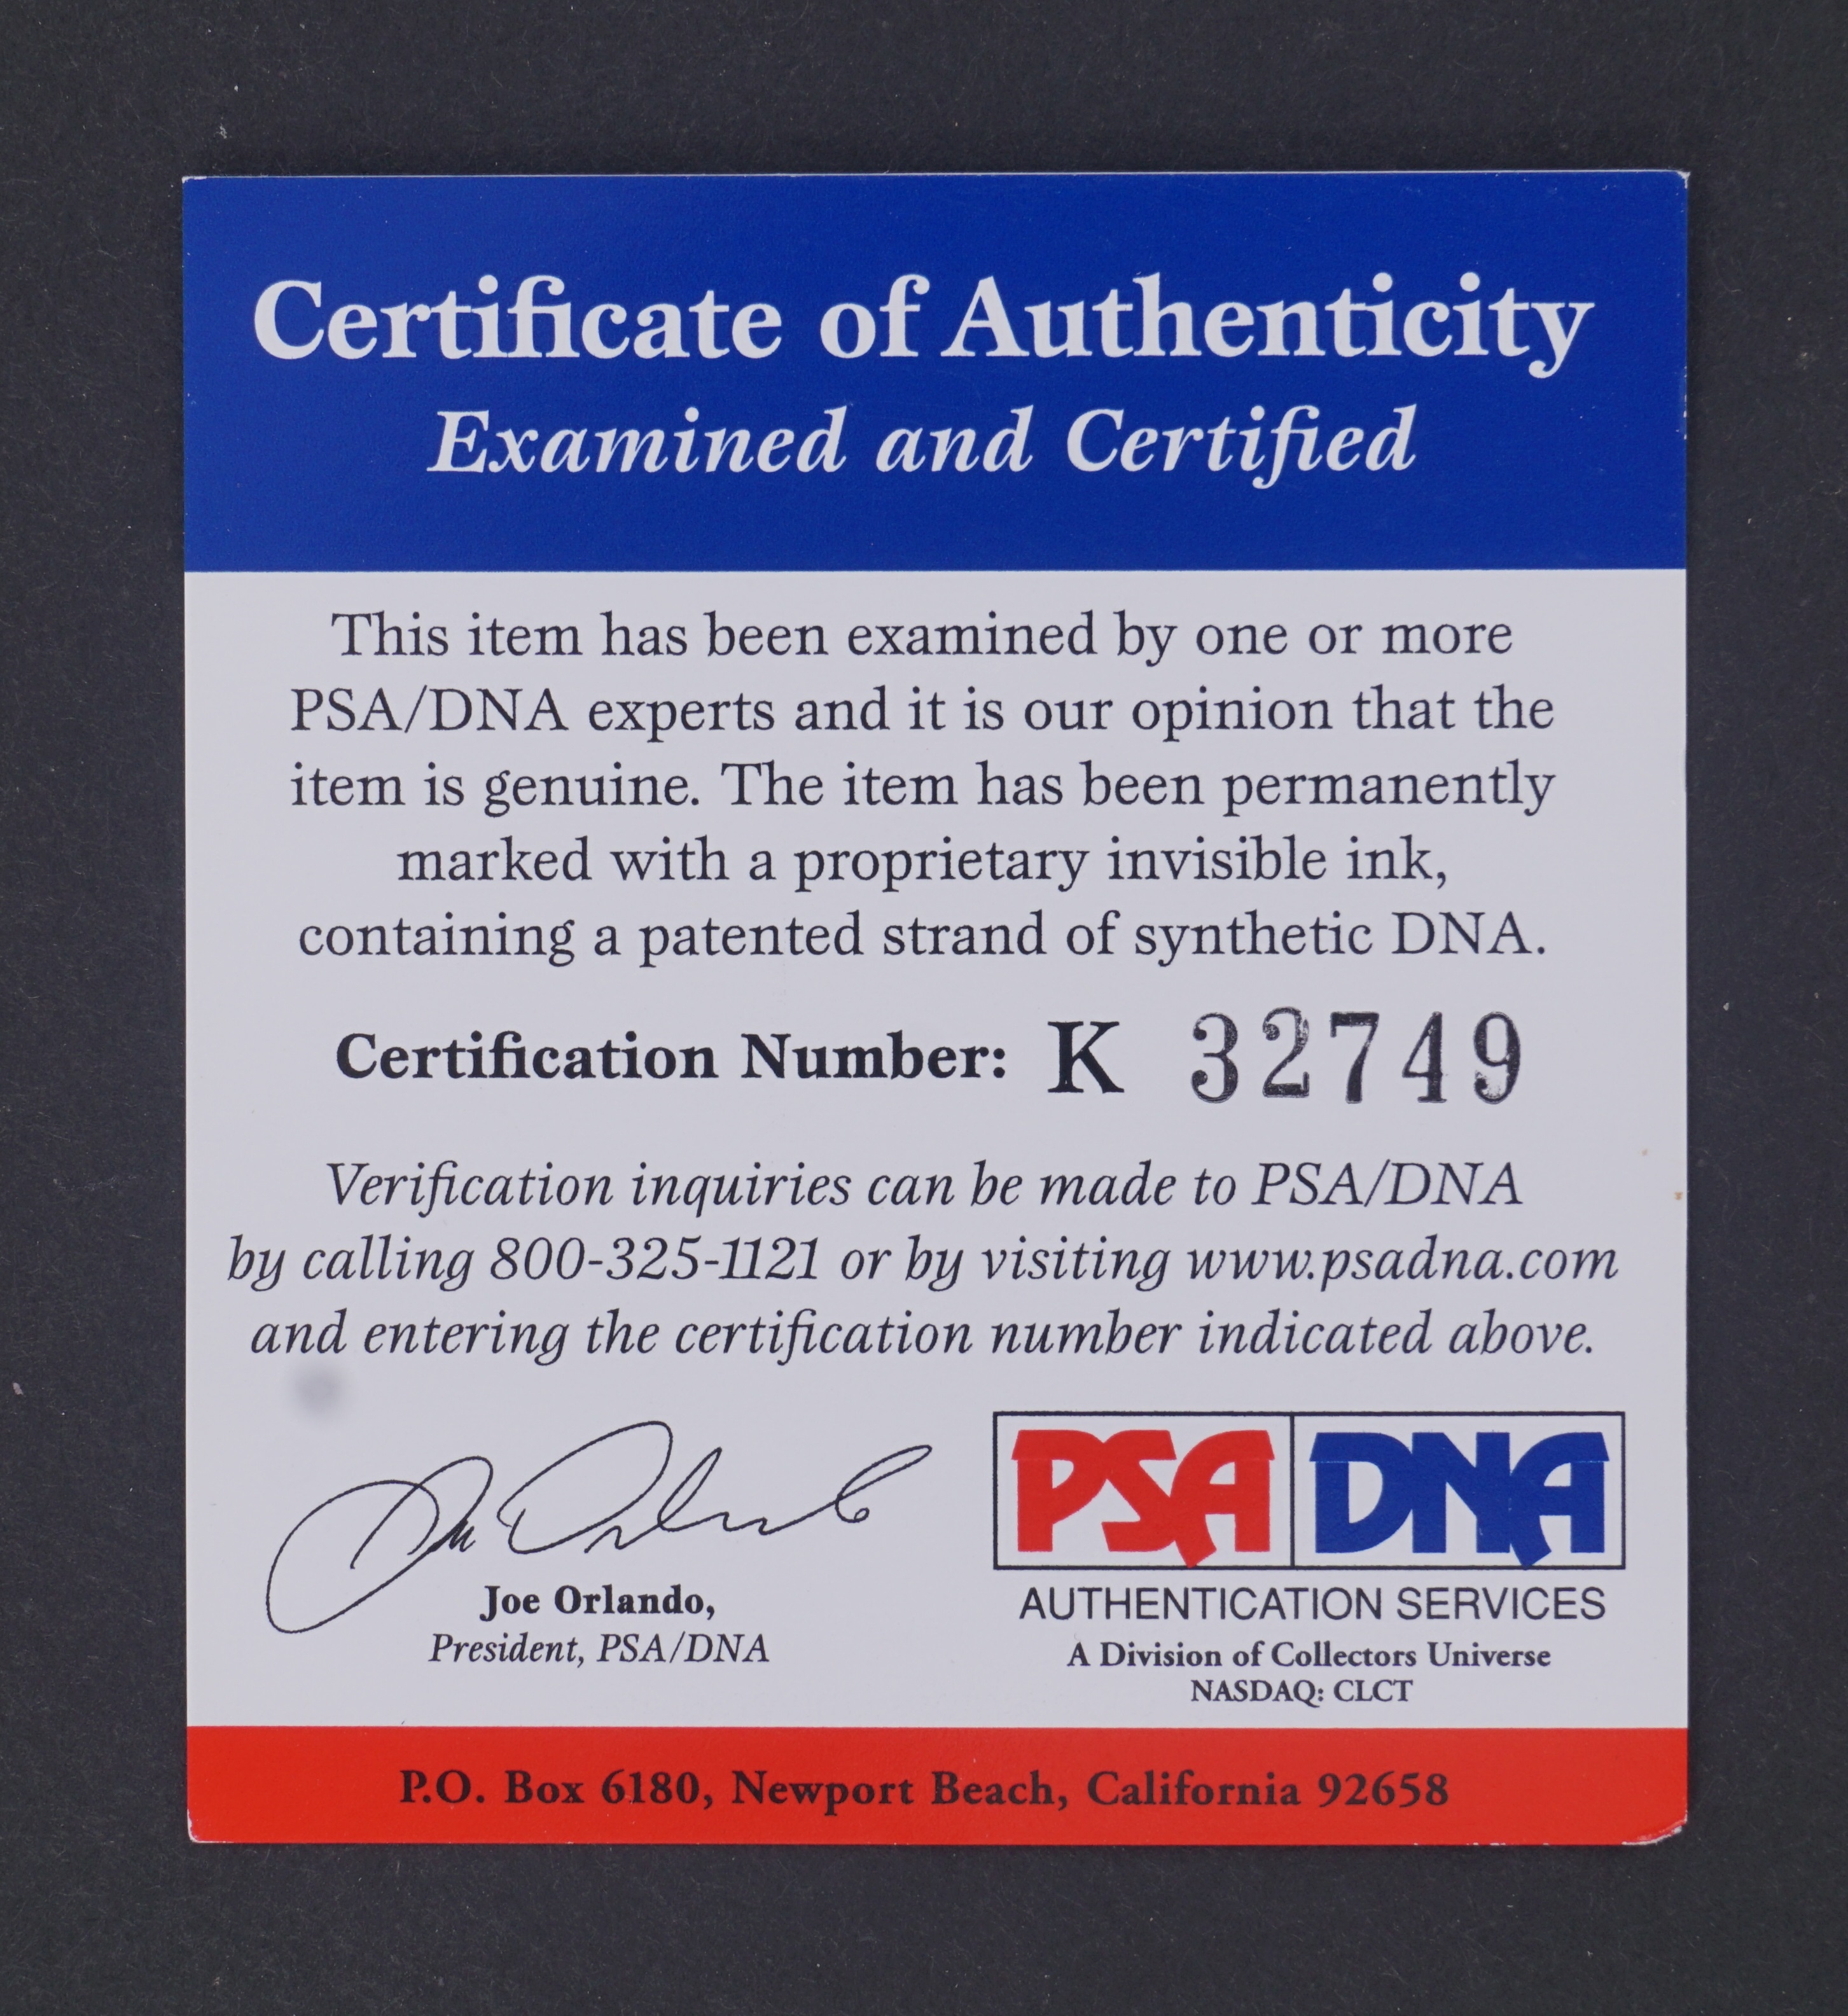 Certificate of Authenticity
Examined and Certified
This item has been examined by one or more
PSA/DNA experts and it is our opinion that the
item is genuine. The item has been permanently
marked with a proprietary invisible ink,
containing a patented strand of synthetic DNA.
Certification Number: K 32749
Verification inquiries can be made to PSA/DNA
by calling 800-325-1121 or by visiting www.psadna.com
and entering the certification number indicated above.
Joe Orlando,
President, PSA/DNA
PSA DNA
AUTHENTICATION SERVICES
A Division of Collectors Universe
NASDAQ: CLCT
P.O. Box 6180, Newport Beach, California 92658